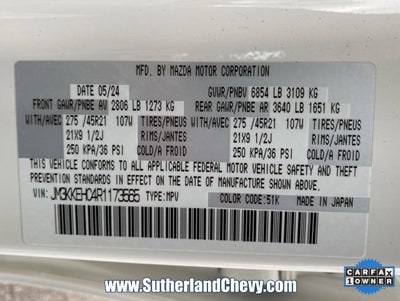 MFD. BY MAZDA MOTOR CORPORATION
DATE 05/24 GVWR/PNBV 6854 LB 3109 KG
FRONT GAWR/PNBE AV 2806 LB 1273 KG REAR GAWR/PNBE AR 3640 LB 1651 KG
WITH/AVEC 275 /45R21 107W TIRES/PNEUS WITH/AVEC 275 /45R21 107W TIRES/PNEUS
21X9 1/2J RIMS/JANTES 21X9 1/2J RIMS/JANTES
250 KPA/36 PSI COLD/A FROID 250 KPA/36 PSI COLD/A FROID
THIS VEHICLE CONFORMS TO ALL APPLICABLE FEDERAL MOTOR VEHICLE SAFETY
AND THEFT PREVENTION STANDARDS IN EFFECT ON THE DATE OF MANUFACTURE SHOWN ABOVE.
VIN: JM3KKEHC4R1173565 TYPE: MPV COLOR CODE: 51K MADE IN JAPAN
www.SutherlandChevy.com
CARFAX
1 OWNER